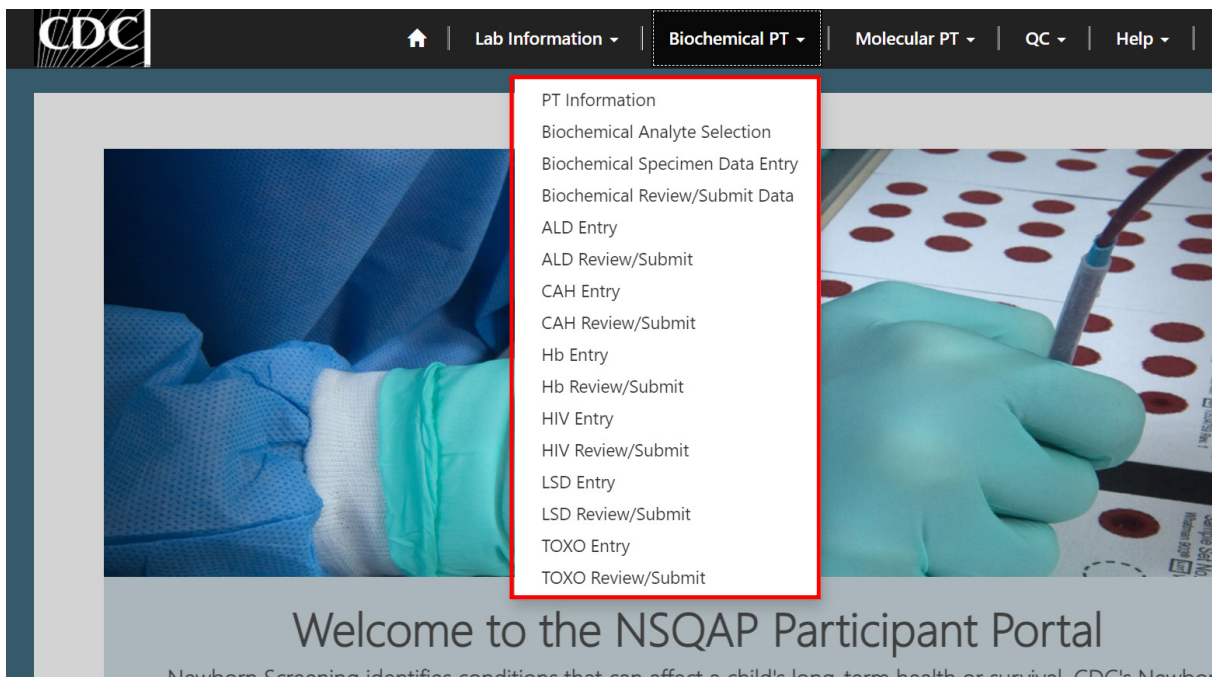 CDC
Lab Information
Biochemical PT
Molecular PT
QC
Help
PT Information
Biochemical Analyte Selection
Biochemical Specimen Data Entry
Biochemical Review/Submit Data
ALD Entry
ALD Review/Submit
CAH Entry
CAH Review/Submit
Hb Entry
Hb Review/Submit
HIV Entry
HIV Review/Submit
LSD Entry
LSD Review/Submit
TOXO Entry
TOXO Review/Submit
Welcome to the NSQAP Participant Portal